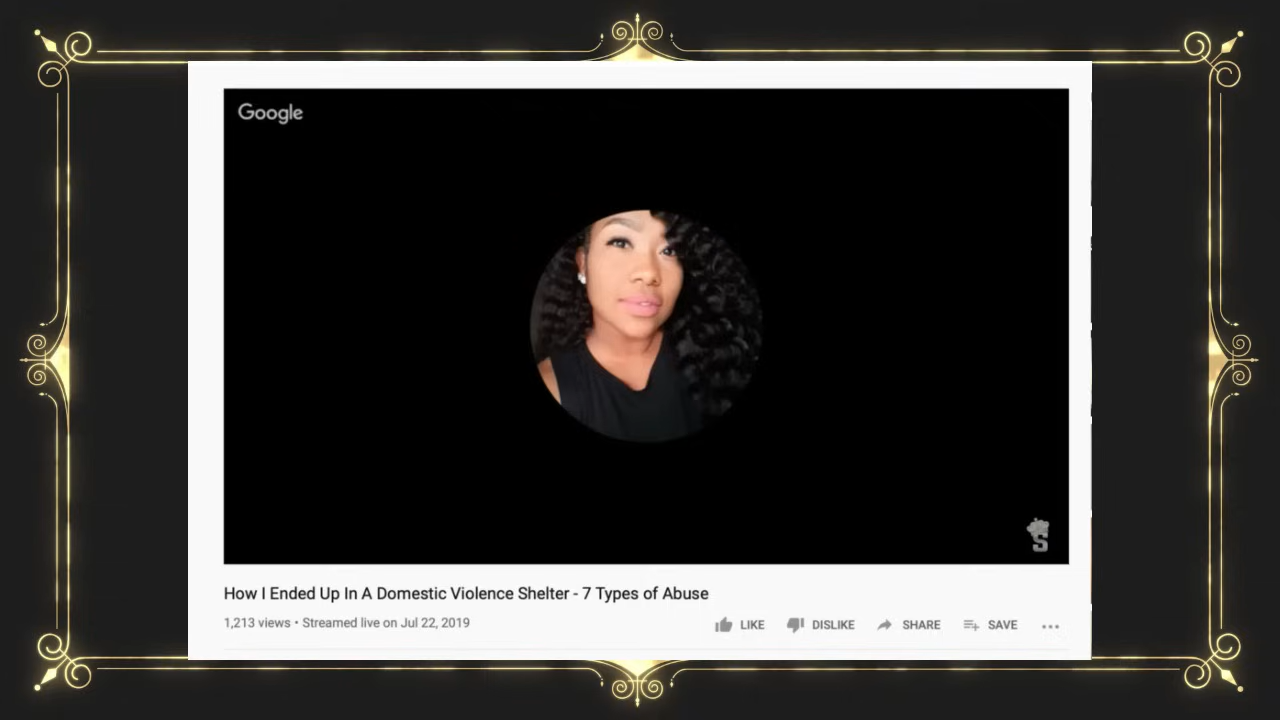 Google
S
How I Ended Up In A Domestic Violence Shelter - 7 Types of Abuse
1,213 views • Streamed live on Jul 22, 2019
LIKE DISLIKE SHARE SAVE